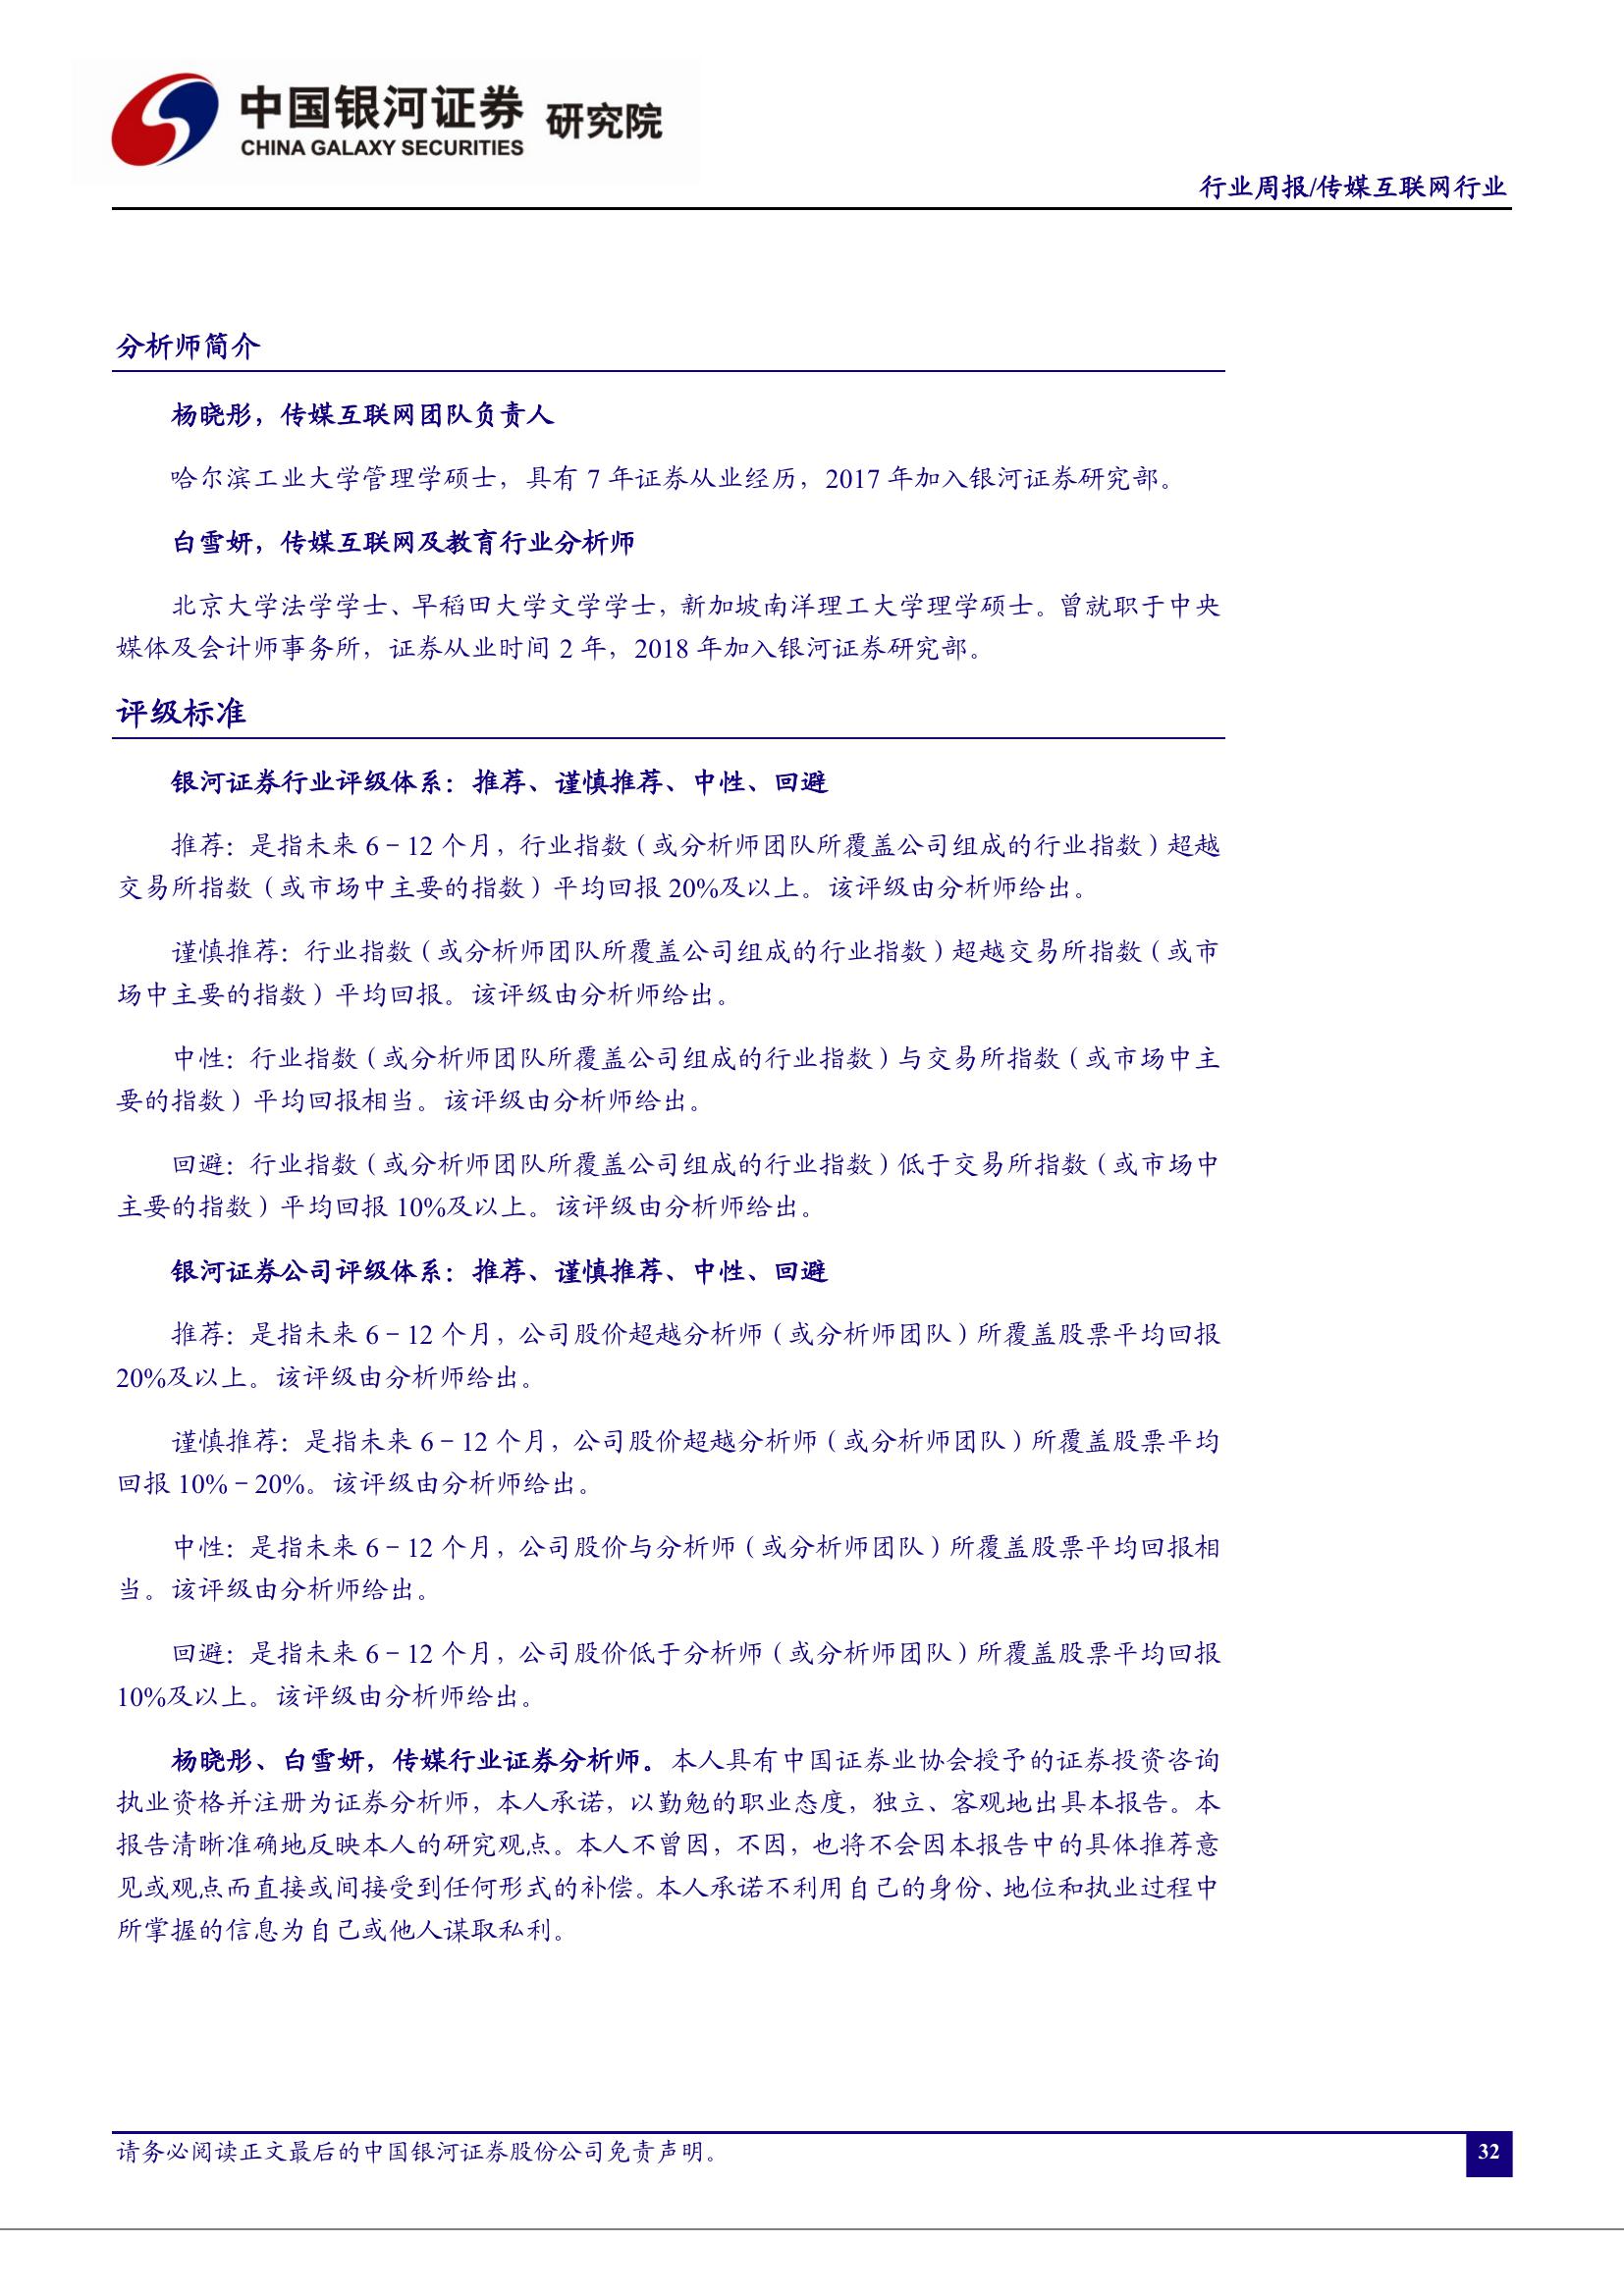 中国银河证券 研究院
CHINA GALAXY SECURITIES
行业周报/传媒互联网行业
分析师简介
杨晓彤，传媒互联网团队负责人
哈尔滨工业大学管理学硕士，具有 7 年证券从业经历，2017 年加入银河证券研究部。
白雪妍，传媒互联网及教育行业分析师
北京大学法学学士、早稻田大学文学学士，新加坡南洋理工大学理学硕士。曾就职于中央
媒体及会计师事务所，证券从业时间 2 年，2018 年加入银河证券研究部。
评级标准
银河证券行业评级体系：推荐、谨慎推荐、中性、回避
推荐：是指未来 6－12 个月，行业指数（或分析师团队所覆盖公司组成的行业指数）超越
交易所指数（或市场中主要的指数）平均回报 20%及以上。该评级由分析师给出。
谨慎推荐：行业指数（或分析师团队所覆盖公司组成的行业指数）超越交易所指数（或市
场中主要的指数）平均回报。该评级由分析师给出。
中性：行业指数（或分析师团队所覆盖公司组成的行业指数）与交易所指数（或市场中主
要的指数）平均回报相当。该评级由分析师给出。
回避：行业指数（或分析师团队所覆盖公司组成的行业指数）低于交易所指数（或市场中
主要的指数）平均回报 10%及以上。该评级由分析师给出。
银河证券公司评级体系：推荐、谨慎推荐、中性、回避
推荐：是指未来 6－12 个月，公司股价超越分析师（或分析师团队）所覆盖股票平均回报
20%及以上。该评级由分析师给出。
谨慎推荐：是指未来 6－12 个月，公司股价超越分析师（或分析师团队）所覆盖股票平均
回报 10%－20%。该评级由分析师给出。
中性：是指未来 6－12 个月，公司股价与分析师（或分析师团队）所覆盖股票平均回报相
当。该评级由分析师给出。
回避：是指未来 6－12 个月，公司股价低于分析师（或分析师团队）所覆盖股票平均回报
10%及以上。该评级由分析师给出。
杨晓彤、白雪妍，传媒行业证券分析师。本人具有中国证券业协会授予的证券投资咨询
执业资格并注册为证券分析师，本人承诺，以勤勉的职业态度，独立、客观地出具本报告。本
报告清晰准确地反映本人的研究观点。本人不曾因，不因，也将不会因本报告中的具体推荐意
见或观点而直接或间接受到任何形式的补偿。本人承诺不利用自己的身份、地位和执业过程中
所掌握的信息为自己或他人谋取私利。
请务必阅读正文最后的中国银河证券股份公司免责声明。
32